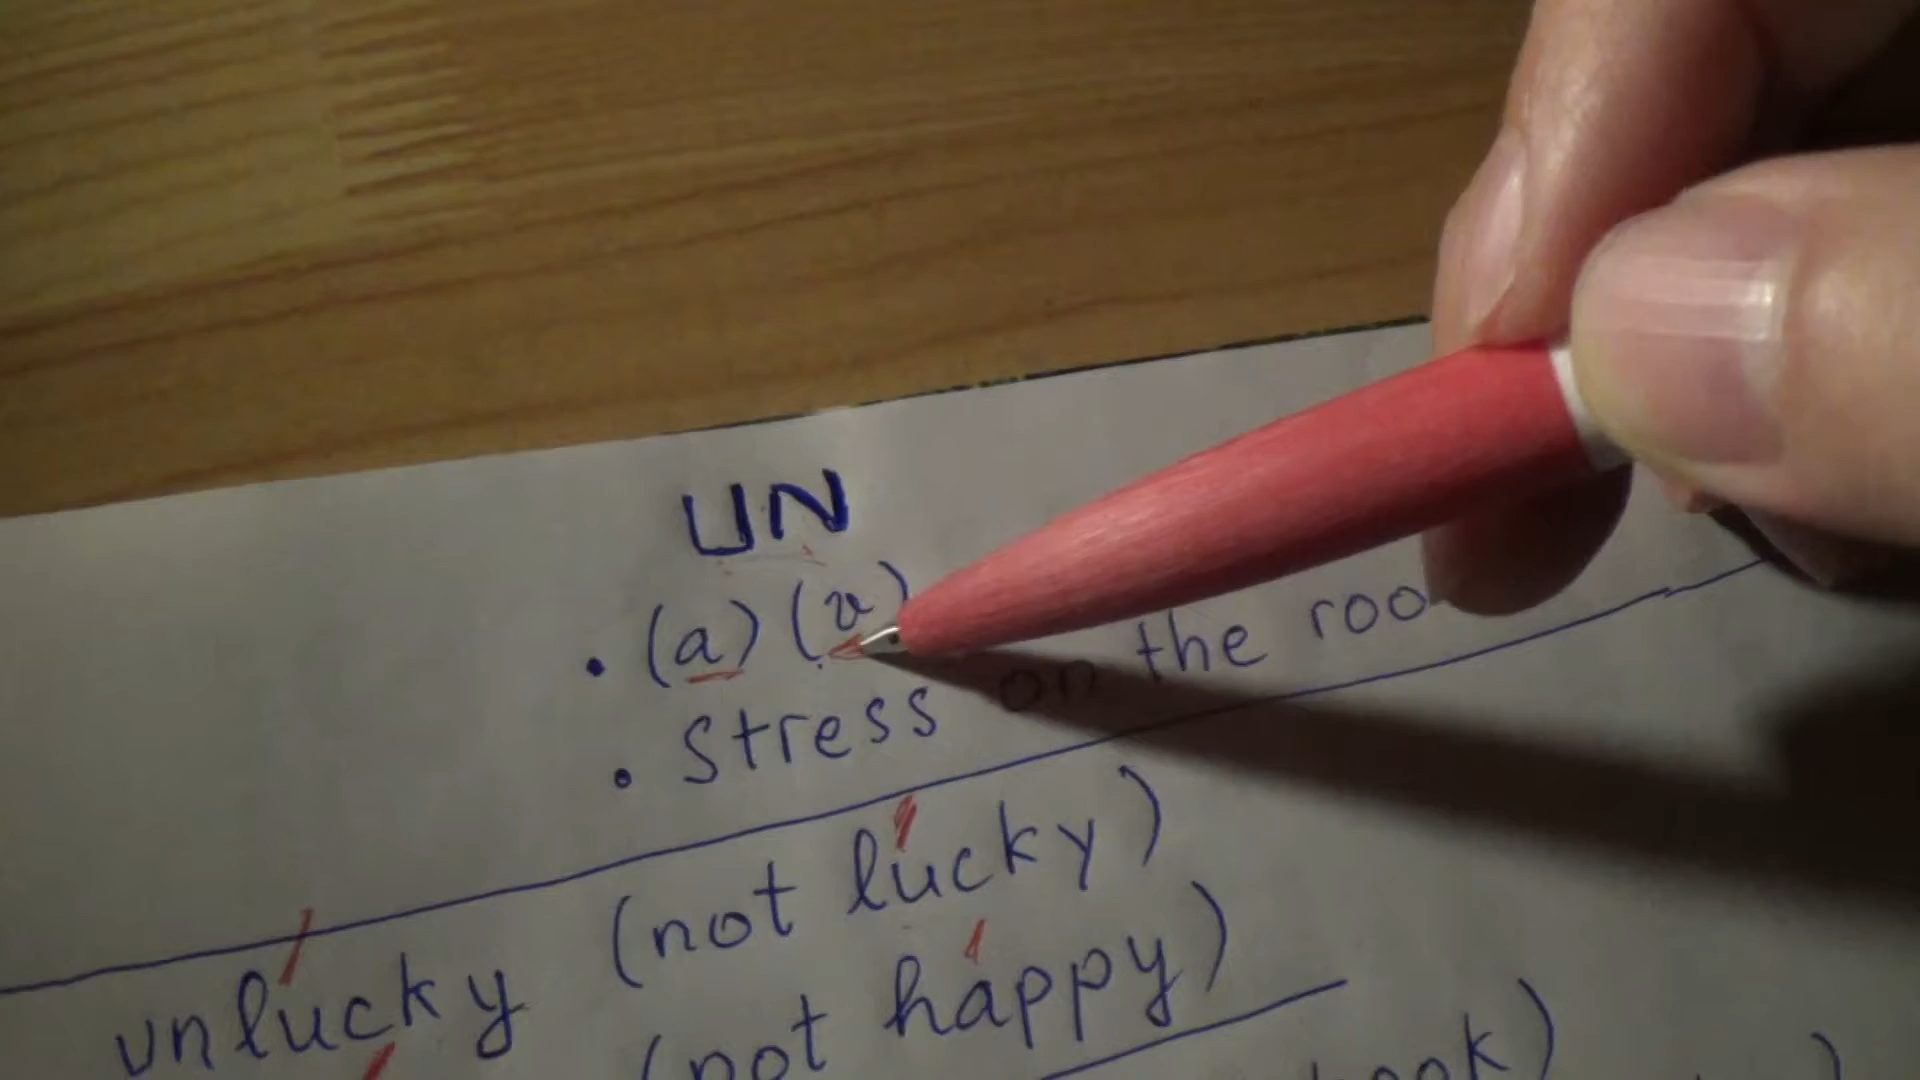 UN
• (a) (v)
• Stress on the roo
unlucky (not lucky)
(not happy)